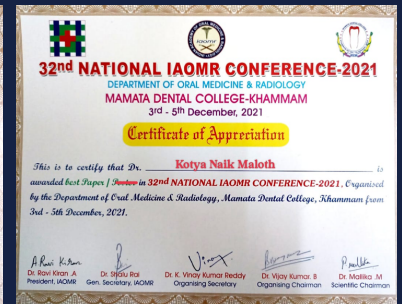 32nd NATIONAL IAOMR CONFERENCE-2021
DEPARTMENT OF ORAL MEDICINE & RADIOLOGY
MAMATA DENTAL COLLEGE-KHAMMAM
3rd - 5th December, 2021
Certificate of Appreciation
This is to certify that Dr. Kotya Naik Maloth is
awarded best Paper / Poster in 32nd NATIONAL IAOMR CONFERENCE-2021, Organised
by the Department of Oral Medicine & Radiology, Mamata Dental College, Khammam from
3rd - 5th December, 2021.
Dr. Ravi Kiran .A Dr. Shalu Rai Dr. K. Vinay Kumar Reddy Dr. Vijay Kumar. B Dr. Mallika .M
President, IAOMR Gen. Secretary, IAOMR Organising Secretary Organising Chairman Scientific Chairman